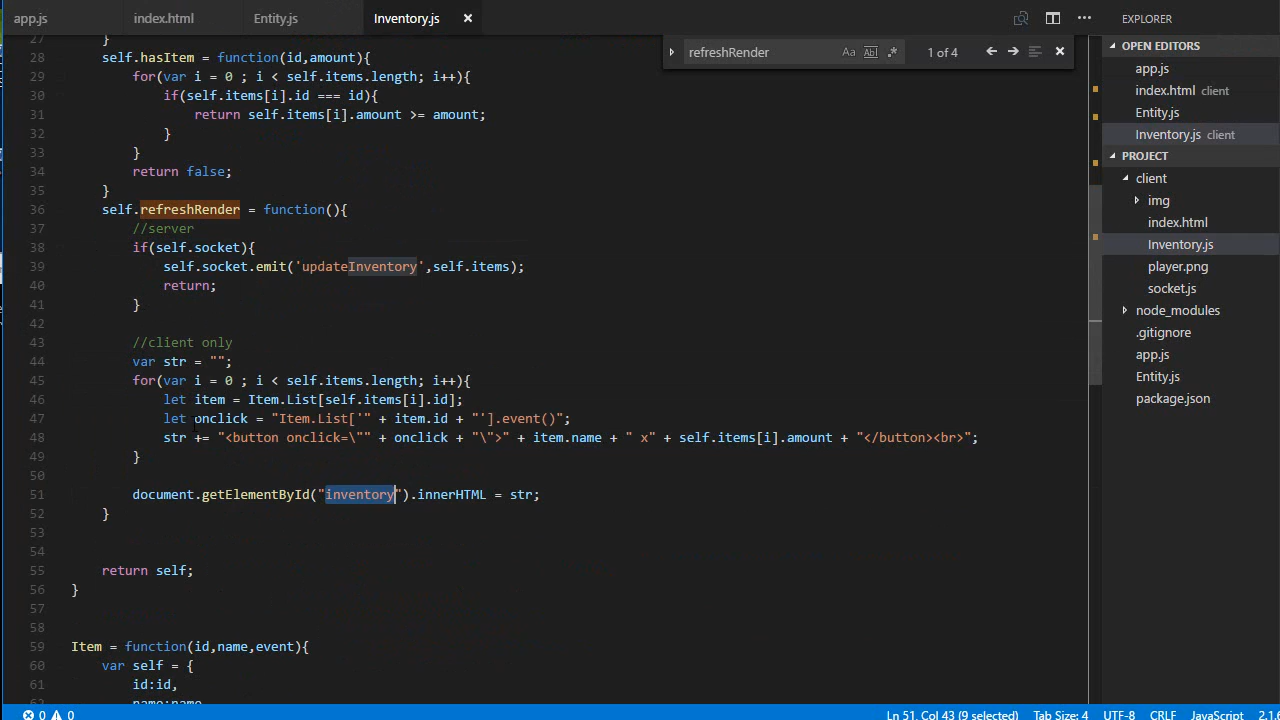 app.js index.html Entity.js Inventory.js × ··· EXPLORER
refreshRender Aa Abl .* 1 of 4
27 }
28 self.hasItem = function(id,amount){
29 for(var i = 0 ; i < self.items.length; i++){
30 if(self.items[i].id === id){
31 return self.items[i].amount >= amount;
32 }
33 }
34 return false;
35 }
36 self.refreshRender = function(){
37 //server
38 if(self.socket){
39 self.socket.emit('updateInventory',self.items);
40 return;
41 }
42
43 //client only
44 var str = "";
45 for(var i = 0 ; i < self.items.length; i++){
46 let item = Item.List[self.items[i].id];
47 let onclick = "Item.List['" + item.id + "'].event()";
48 str += "<button onclick=\"" + onclick + "\">" + item.name + " x" + self.items[i].amount + "</button><br>";
49 }
50
51 document.getElementById("inventory").innerHTML = str;
52 }
53
54
55 return self;
56 }
57
58
59 Item = function(id,name,event){
60 var self = {
61 id:id,
name:name
OPEN EDITORS
app.js
index.html client
Entity.js
Inventory.js client
PROJECT
client
img
index.html
Inventory.js
player.png
socket.js
node_modules
.gitignore
app.js
Entity.js
package.json
0 0 Ln 51, Col 43 (9 selected) Tab Size: 4 UTF-8 CRLF JavaScript